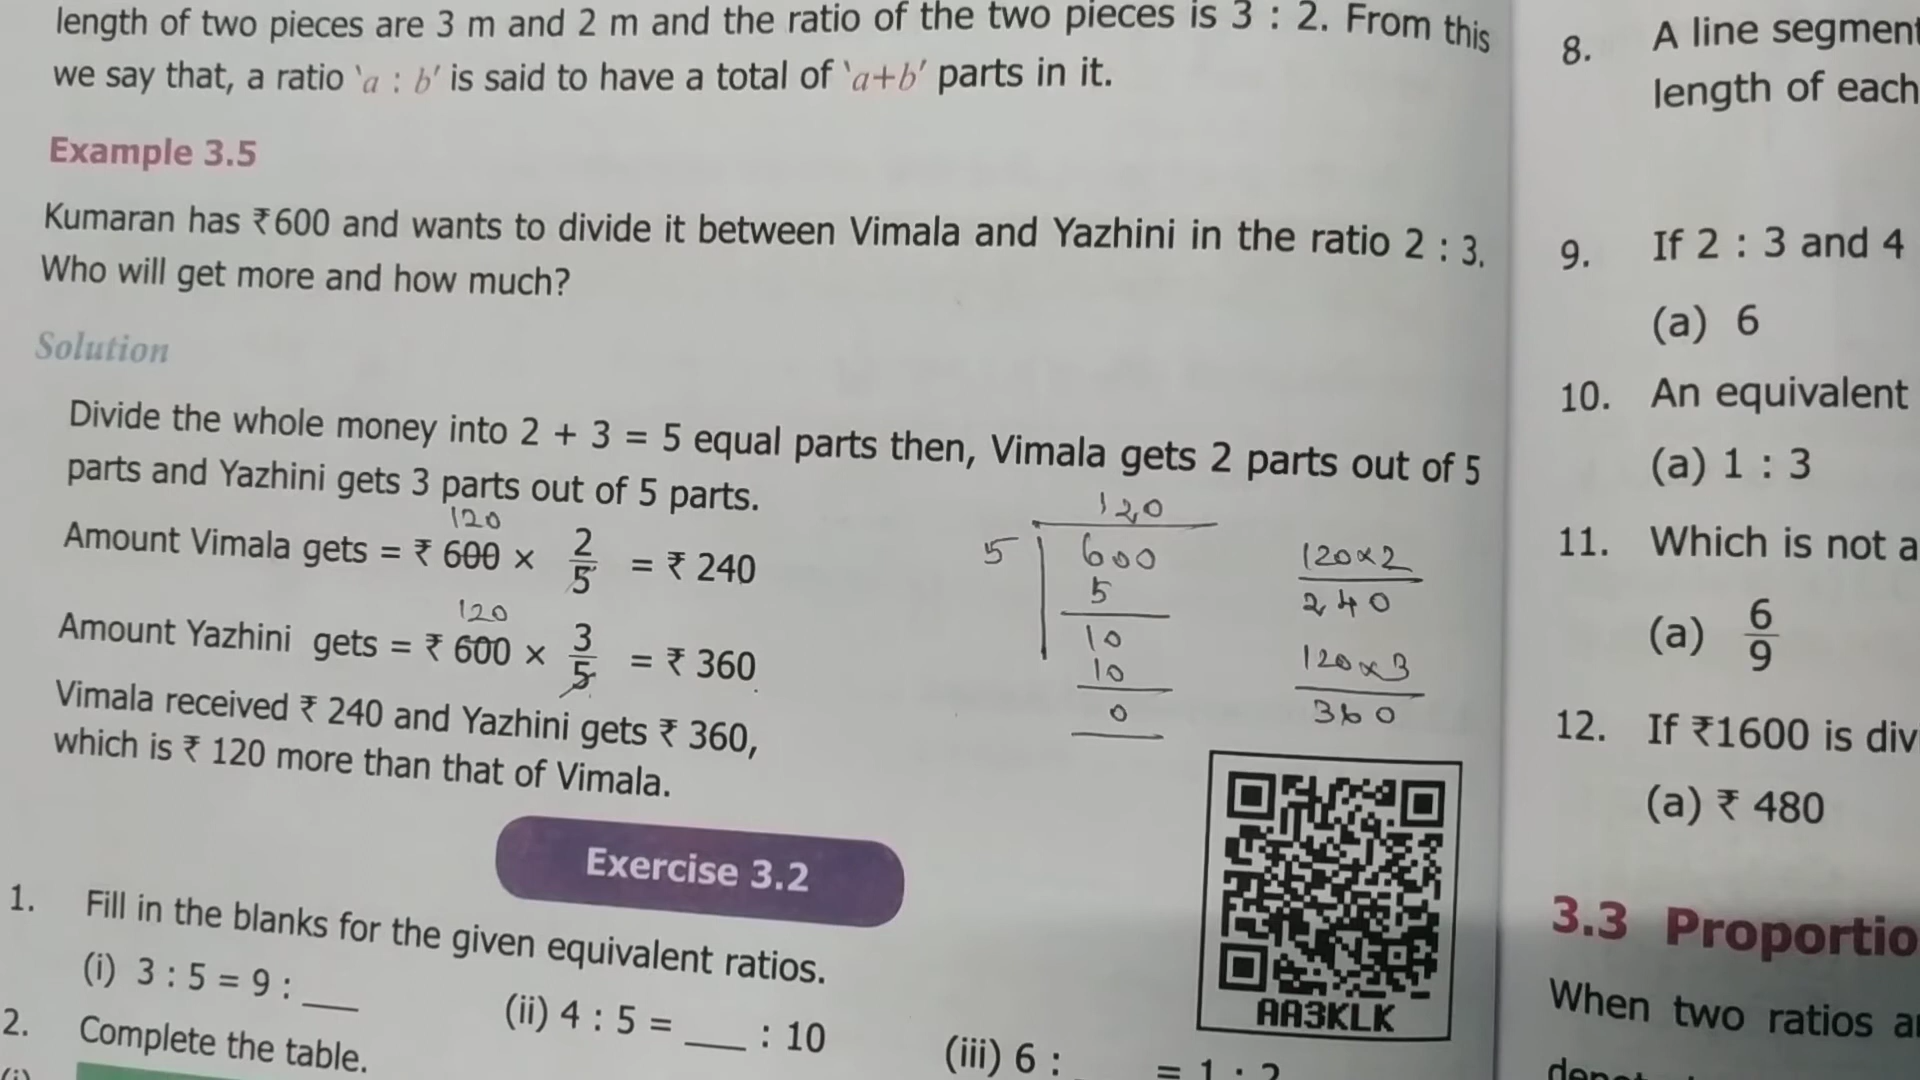 length of two pieces are 3 m and 2 m and the ratio of the two pieces is 3 : 2. From this
we say that, a ratio ‘a : b’ is said to have a total of ‘a+b’ parts in it.
Example 3.5
Kumaran has ₹600 and wants to divide it between Vimala and Yazhini in the ratio 2 : 3.
Who will get more and how much?
Solution
Divide the whole money into 2 + 3 = 5 equal parts then, Vimala gets 2 parts out of 5
parts and Yazhini gets 3 parts out of 5 parts.
120
Amount Vimala gets = ₹ 600 × 2/5 = ₹ 240
120
Amount Yazhini gets = ₹ 600 × 3/5 = ₹ 360
Vimala received ₹ 240 and Yazhini gets ₹ 360,
which is ₹ 120 more than that of Vimala.
120
5 600
5
10
10
0
120×2
240
120×3
360
AA3KLK
Exercise 3.2
1. Fill in the blanks for the given equivalent ratios.
(i) 3 : 5 = 9 : ___ (ii) 4 : 5 = ___ : 10 (iii) 6 : ___ = 1 : 2
2. Complete the table.
(i)
8. A line segment
length of each
9. If 2 : 3 and 4
(a) 6
10. An equivalent
(a) 1 : 3
11. Which is not a
(a) 6/9
12. If ₹1600 is div
(a) ₹ 480
3.3 Proportio
When two ratios a